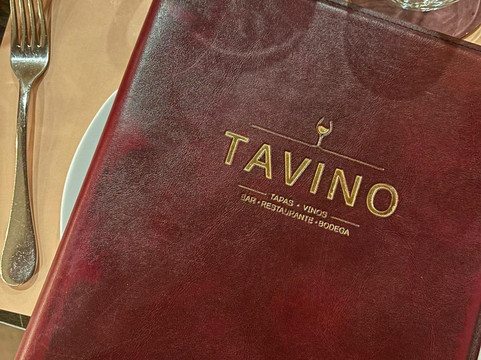 TAVINO
TAPAS • VINOS
BAR • RESTAURANTE • BODEGA